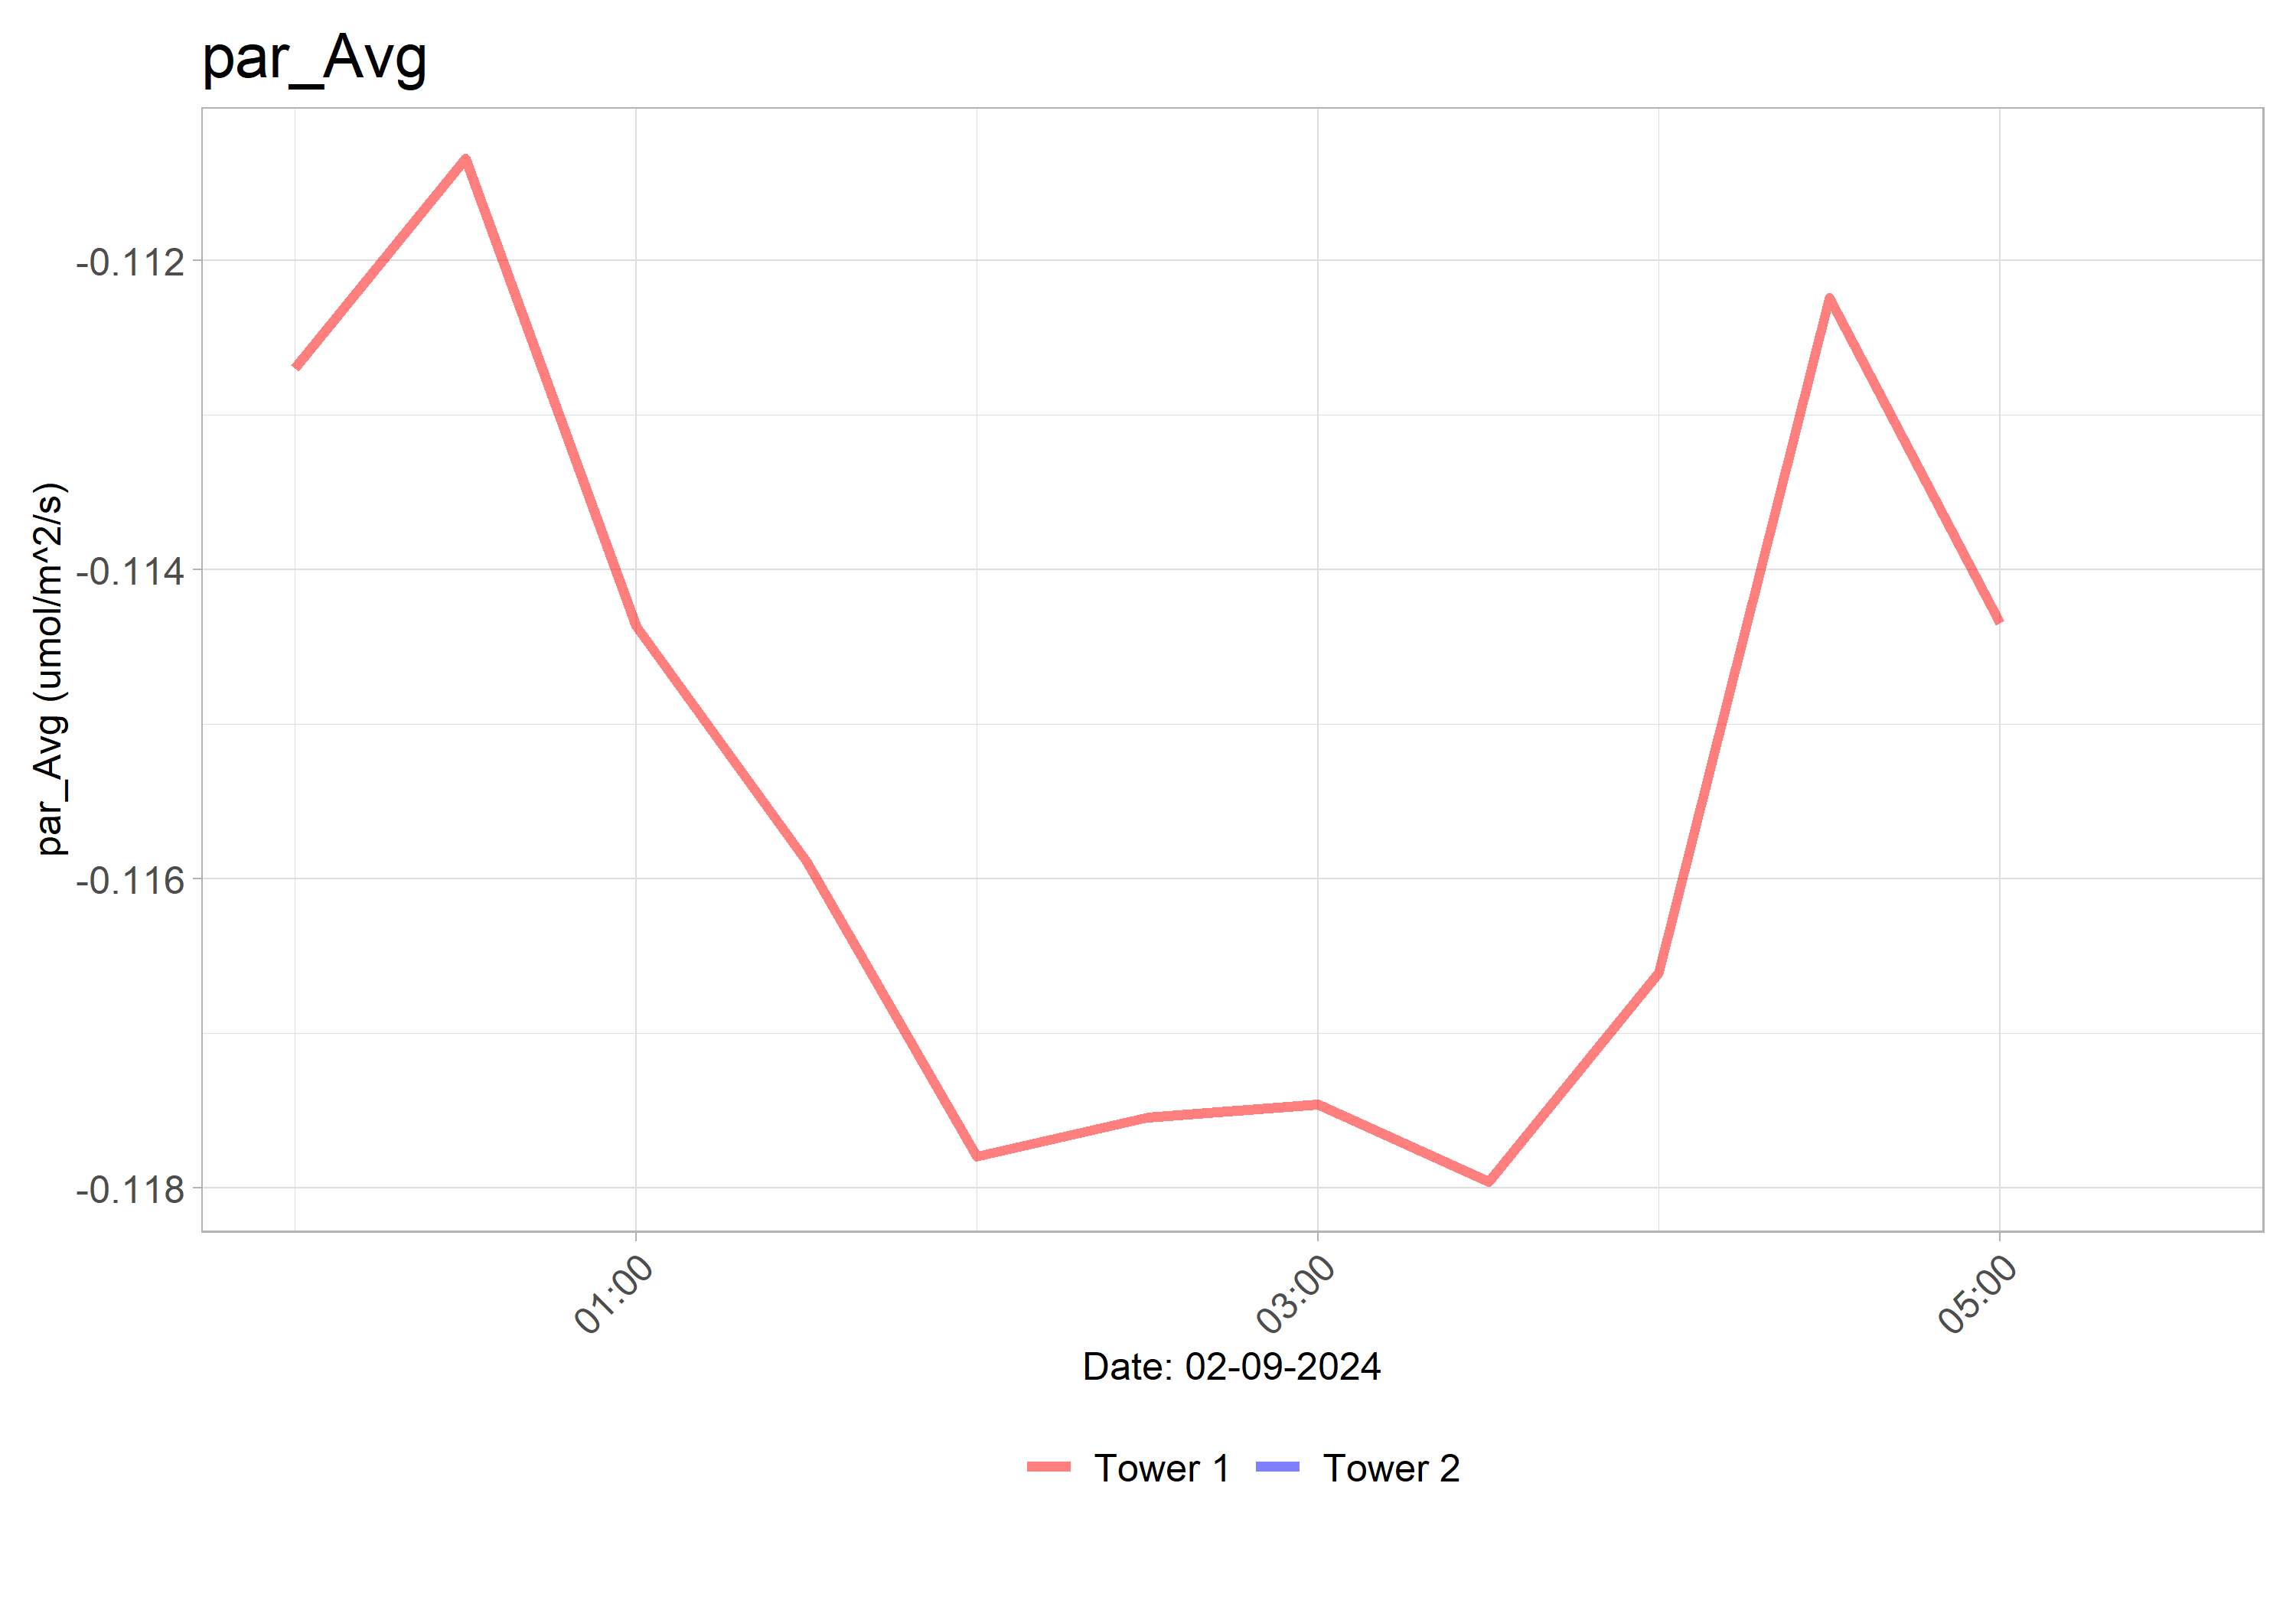 par_Avg
par_Avg (umol/m^2/s)
-0.112
-0.114
-0.116
-0.118
01:00
03:00
05:00
Date: 02-09-2024
Tower 1
Tower 2